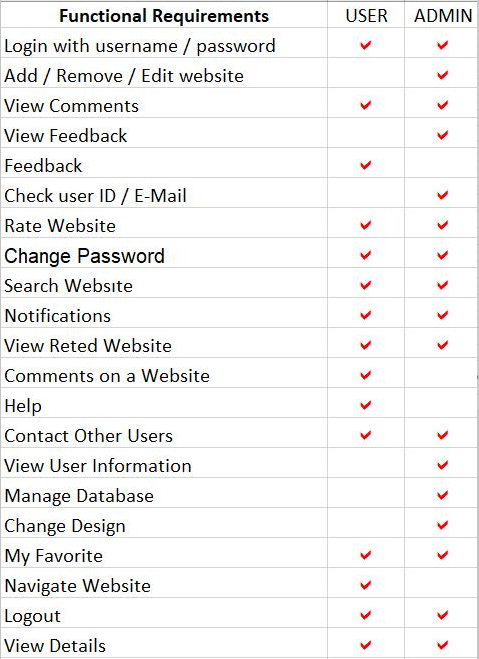 Functional Requirements USER ADMIN
Login with username / password
Add / Remove / Edit website
View Comments
View Feedback
Feedback
Check user ID / E-Mail
Rate Website
Change Password
Search Website
Notifications
View Reted Website
Comments on a Website
Help
Contact Other Users
View User Information
Manage Database
Change Design
My Favorite
Navigate Website
Logout
View Details